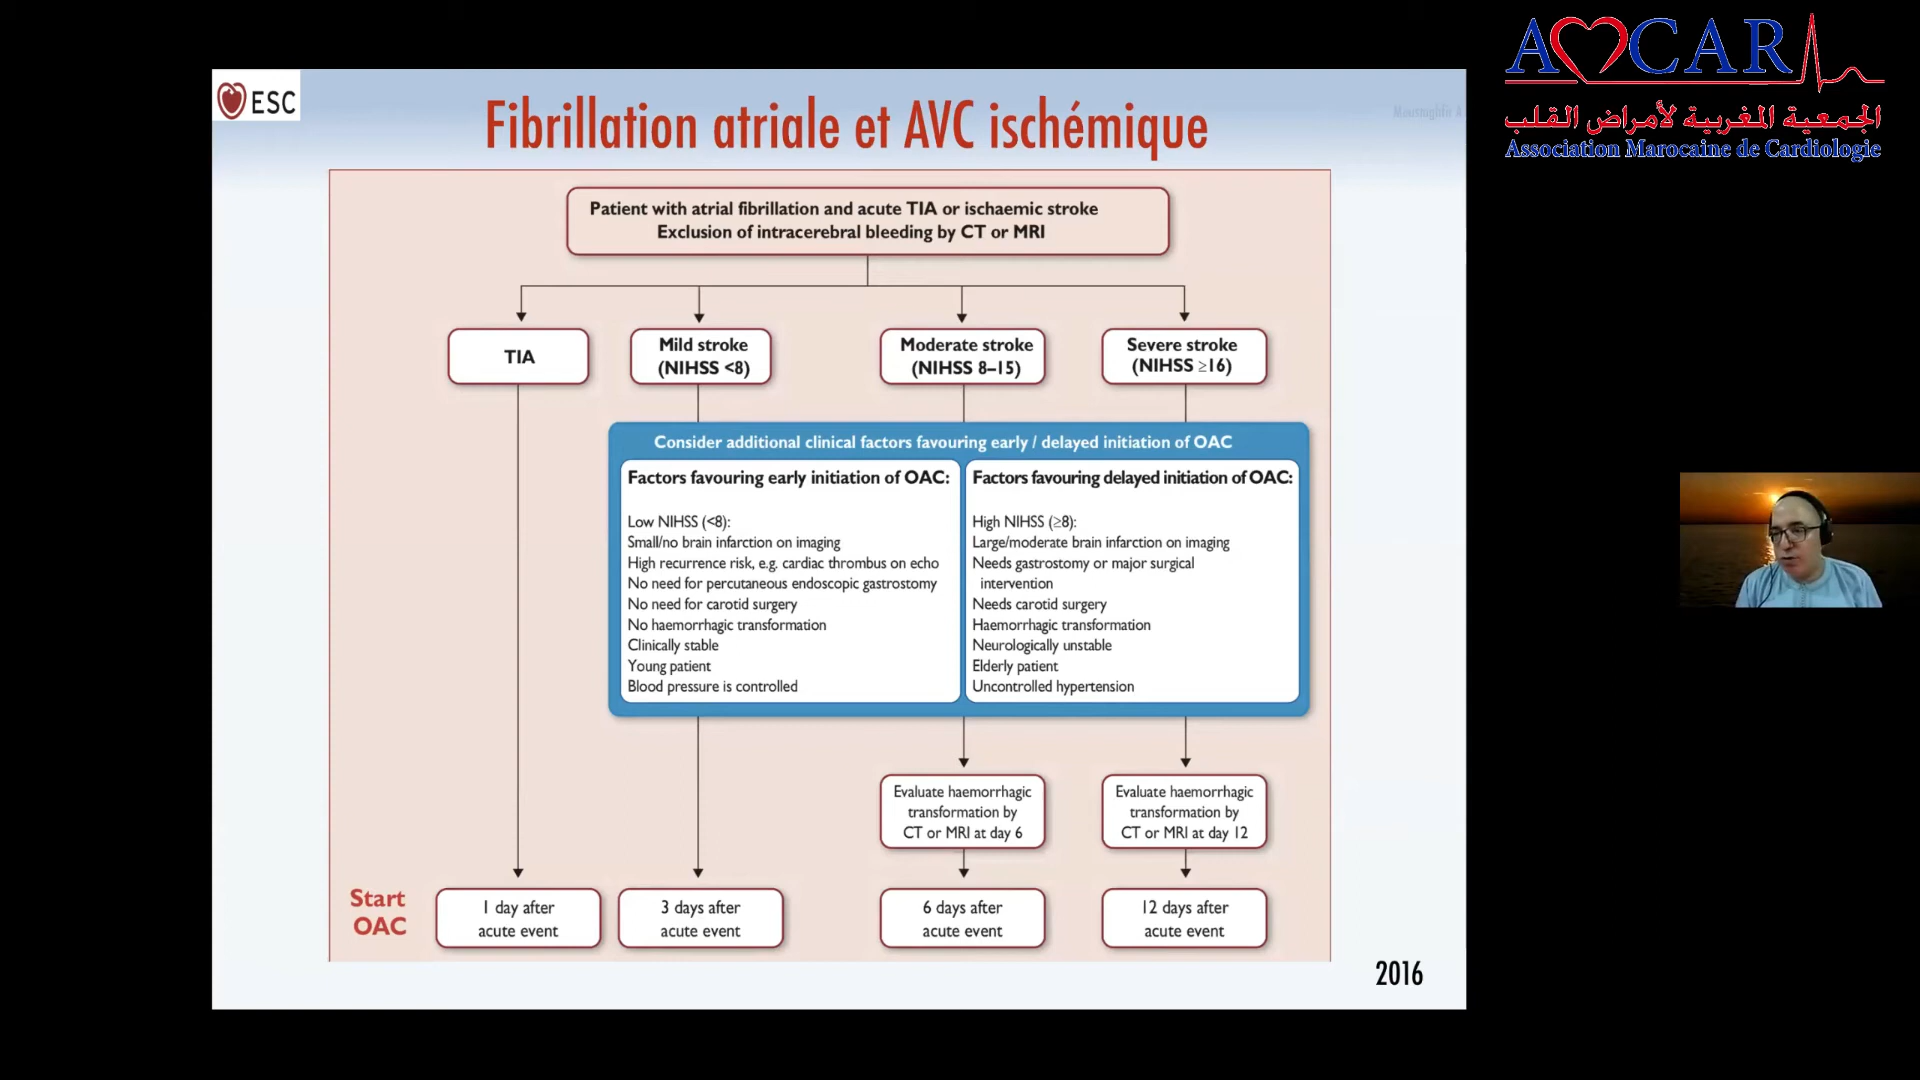 AMCAR
الجمعية المغربية لأمراض القلب
Association Marocaine de Cardiologie
ESC
Fibrillation atriale et AVC ischémique
Patient with atrial fibrillation and acute TIA or ischaemic stroke
Exclusion of intracerebral bleeding by CT or MRI
TIA
Mild stroke
(NIHSS <8)
Moderate stroke
(NIHSS 8–15)
Severe stroke
(NIHSS ≥16)
Consider additional clinical factors favouring early / delayed initiation of OAC
Factors favouring early initiation of OAC:
Low NIHSS (<8):
Small/no brain infarction on imaging
High recurrence risk, e.g. cardiac thrombus on echo
No need for percutaneous endoscopic gastrostomy
No need for carotid surgery
No haemorrhagic transformation
Clinically stable
Young patient
Blood pressure is controlled
Factors favouring delayed initiation of OAC:
High NIHSS (≥8):
Large/moderate brain infarction on imaging
Needs gastrostomy or major surgical
intervention
Needs carotid surgery
Haemorrhagic transformation
Neurologically unstable
Elderly patient
Uncontrolled hypertension
Evaluate haemorrhagic
transformation by
CT or MRI at day 6
Evaluate haemorrhagic
transformation by
CT or MRI at day 12
Start
OAC
1 day after
acute event
3 days after
acute event
6 days after
acute event
12 days after
acute event
2016